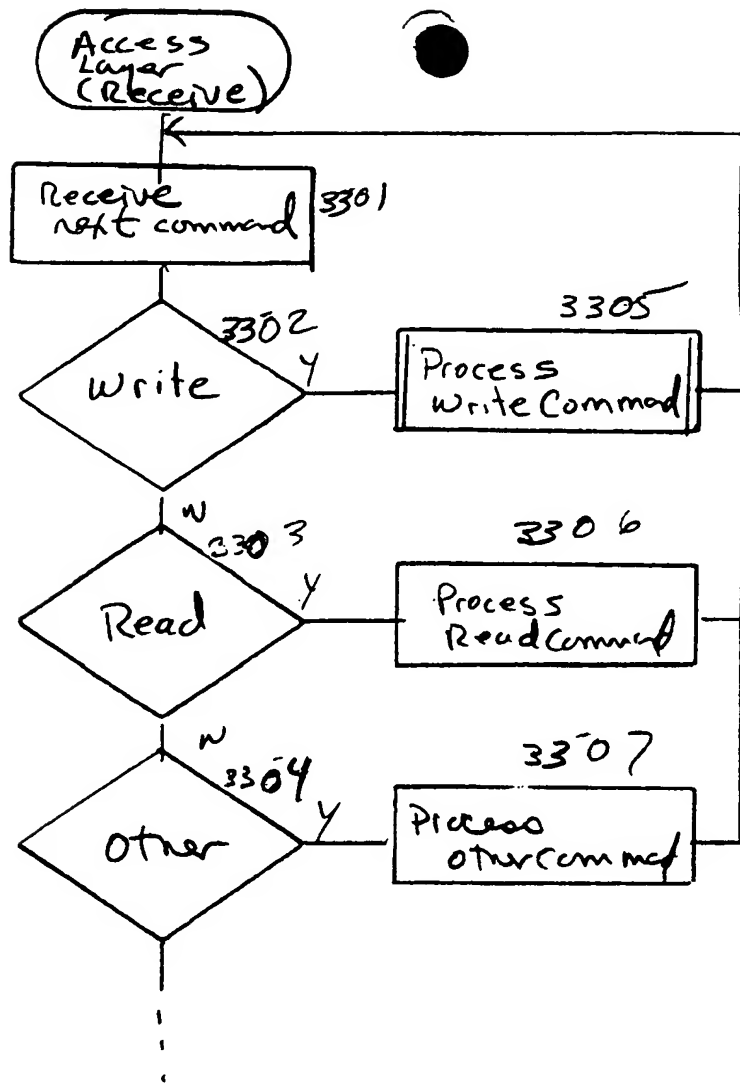 Access
Layer
(Receive)
Receive
next command
3301
3302
Write
Y
3305
Process
Write Command
N
3303
Read
Y
3306
Process
Read Command
N
3304
Other
Y
3307
Process
Other Command